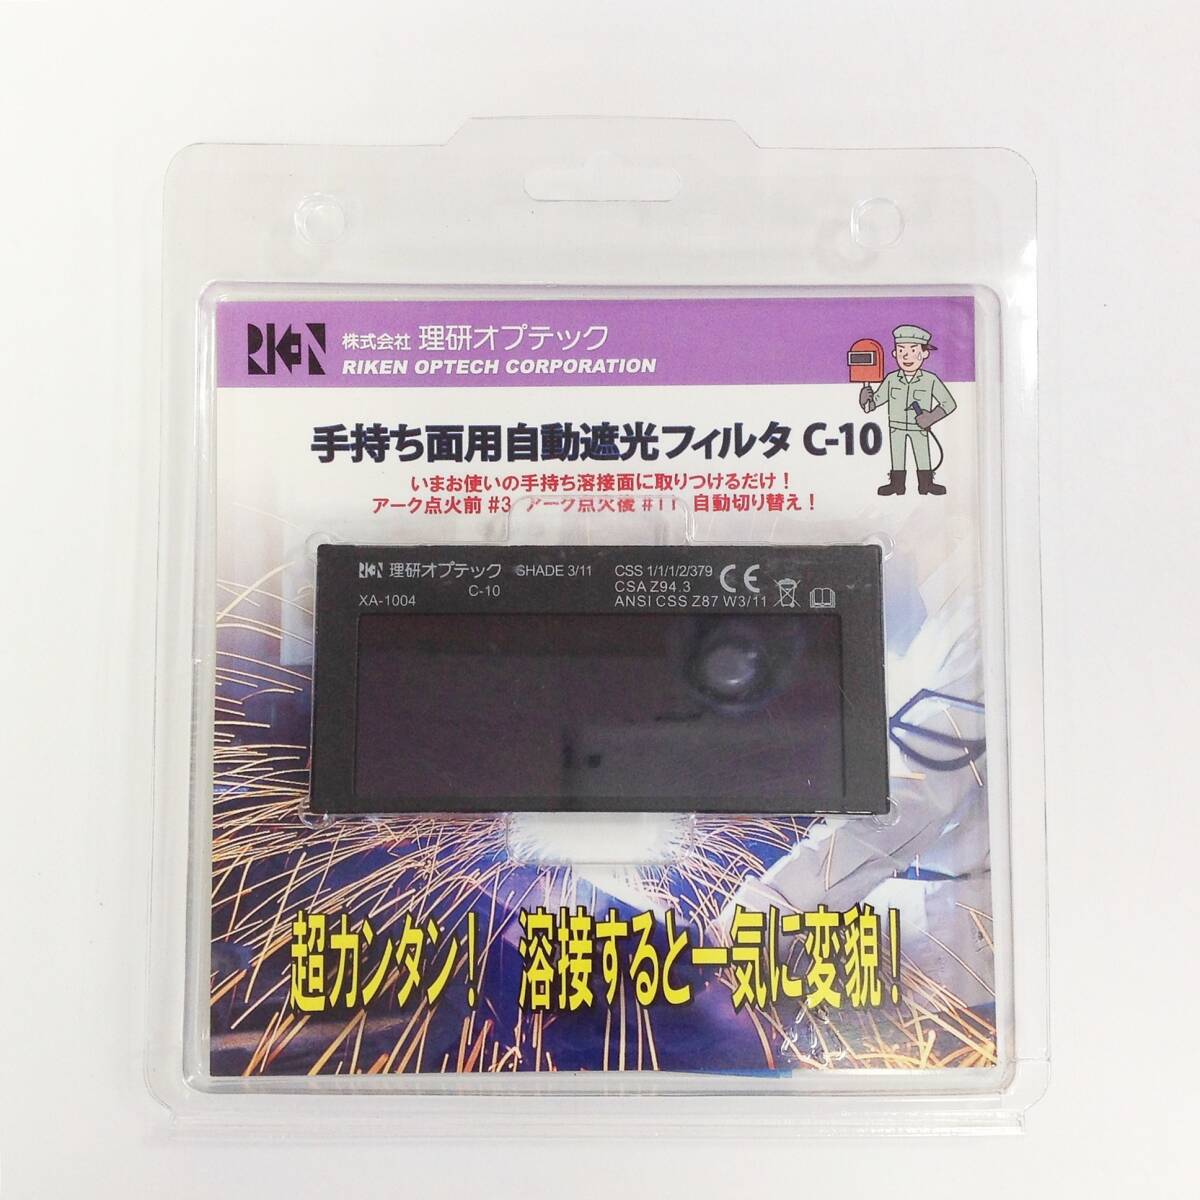 RIKEN 株式会社 理研オプテック
RIKEN OPTECH CORPORATION
手持ち面用自動遮光フィルタ C-10
いまお使いの手持ち溶接面に取りつけるだけ！
アーク点火前 #3 アーク点火後 #11 自動切り替え！
RIKEN 理研オプテック SHADE 3/11 CSS 1/1/1/2/379
C-10 CSA Z94.3 CE
XA-1004 ANSI CSS Z87 W3/11
超カンタン！ 溶接すると一気に変貌！